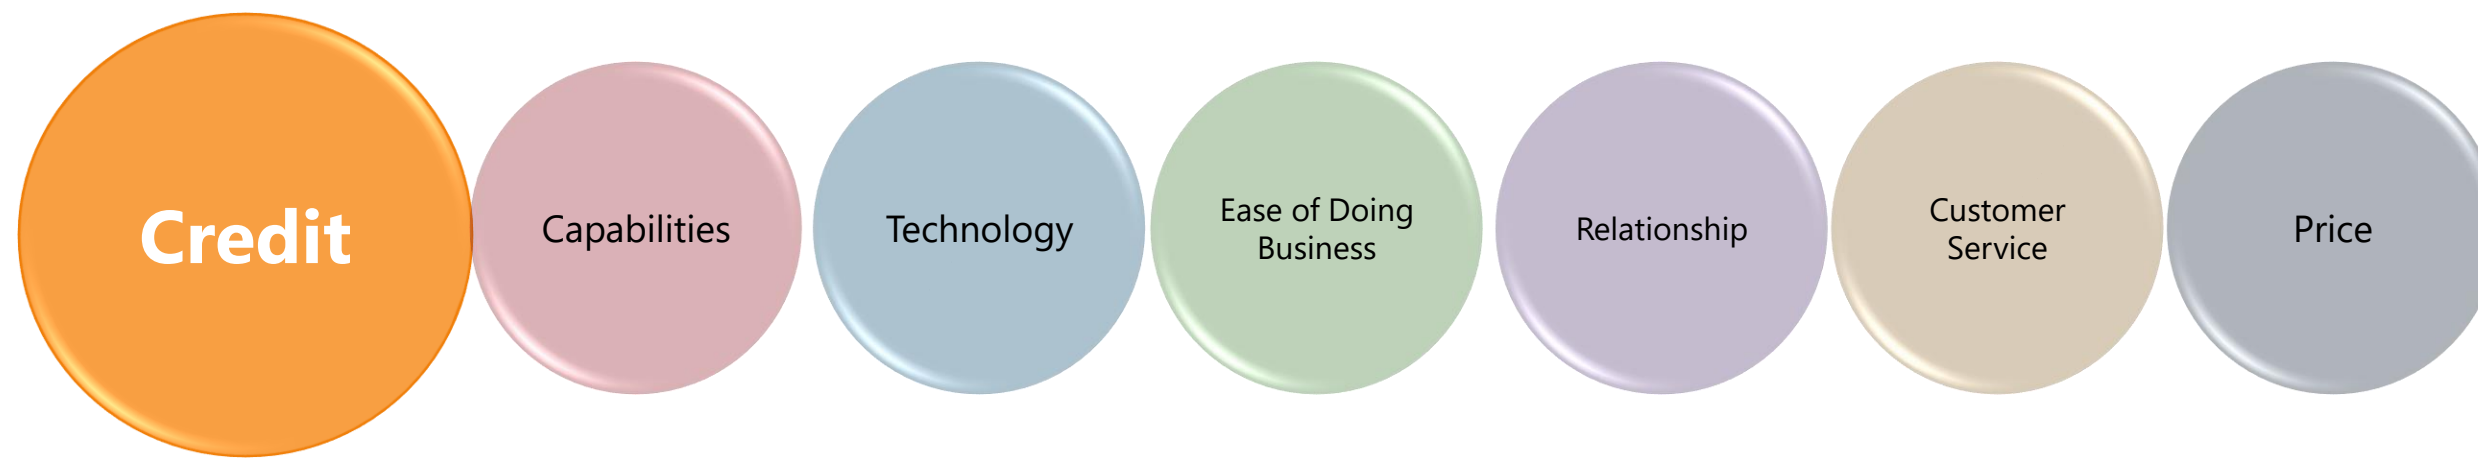 Credit
Capabilities
Technology
Ease of Doing
Business
Relationship
Customer
Service
Price